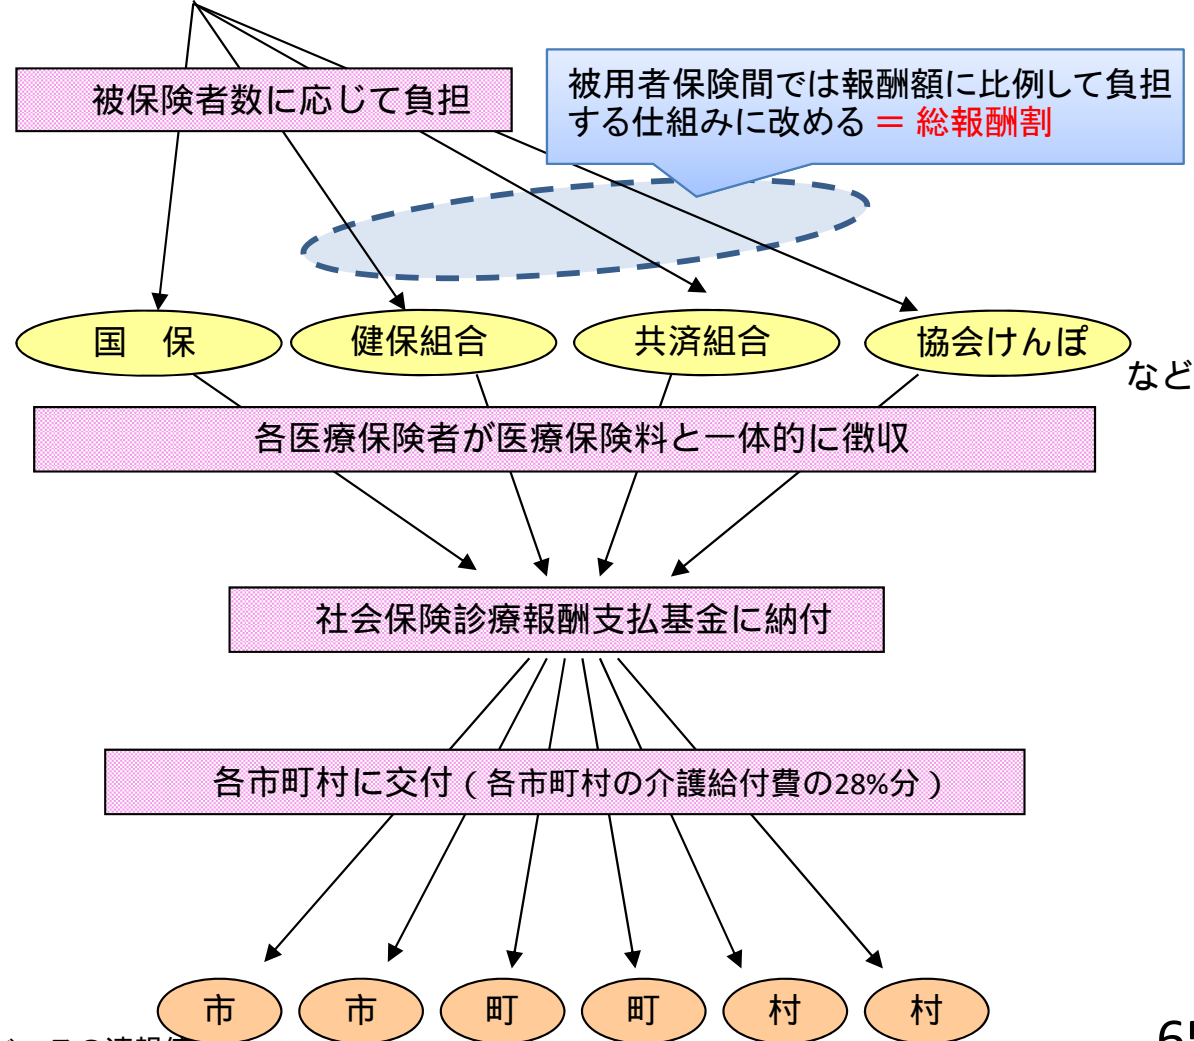 被保険者数に応じて負担
被用者保険間では報酬額に比例して負担
する仕組みに改める = 総報酬割
国　保
健保組合
共済組合
協会けんぽ
など
各医療保険者が医療保険料と一体的に徴収
社会保険診療報酬支払基金に納付
各市町村に交付（各市町村の介護給付費の28%分）
市
市
町
町
村
村